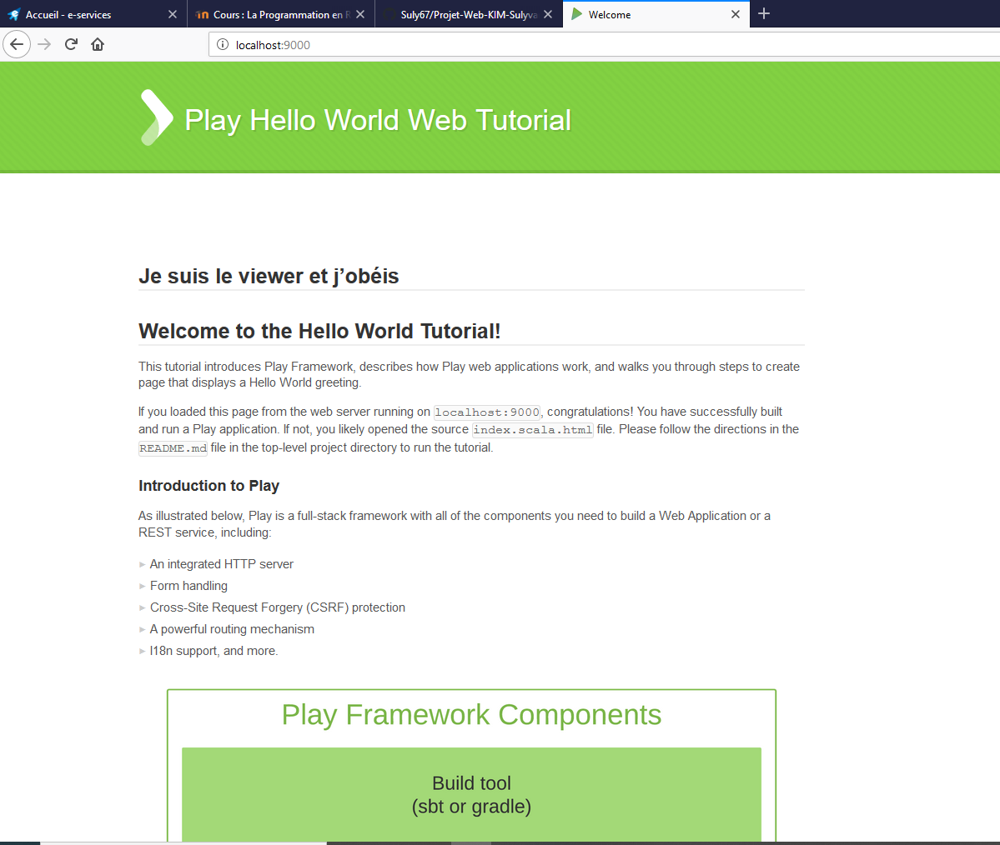 Accueil - e-services
Cours : La Programmation en R
Suly67/Projet-Web-KIM-Sulyva
Welcome
localhost:9000
Play Hello World Web Tutorial
Je suis le viewer et j’obéis
Welcome to the Hello World Tutorial!
This tutorial introduces Play Framework, describes how Play web applications work, and walks you through steps to create
page that displays a Hello World greeting.
If you loaded this page from the web server running on localhost:9000, congratulations! You have successfully built
and run a Play application. If not, you likely opened the source index.scala.html file. Please follow the directions in the
README.md file in the top-level project directory to run the tutorial.
Introduction to Play
As illustrated below, Play is a full-stack framework with all of the components you need to build a Web Application or a
REST service, including:
An integrated HTTP server
Form handling
Cross-Site Request Forgery (CSRF) protection
A powerful routing mechanism
I18n support, and more.
Play Framework Components
Build tool
(sbt or gradle)